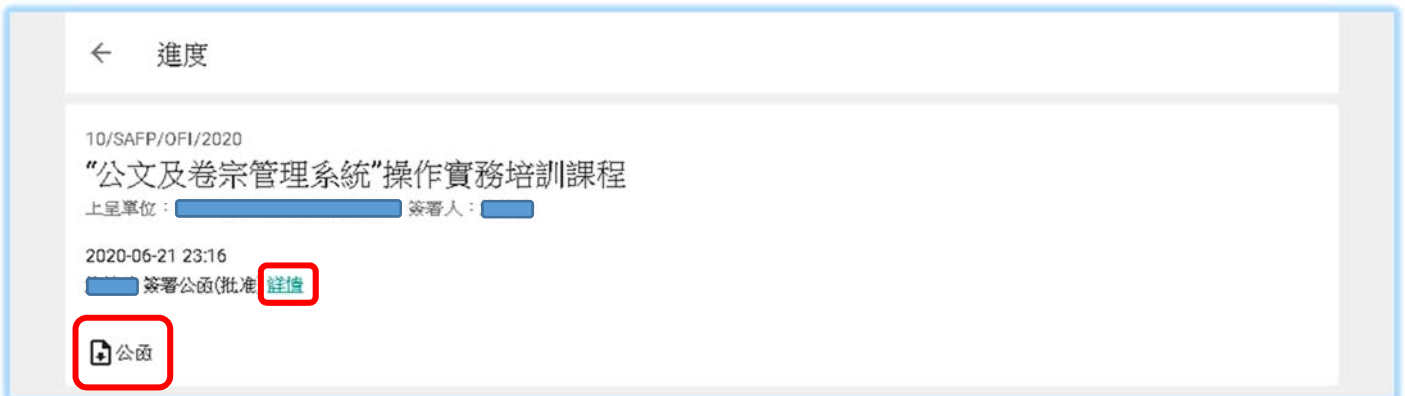 進度
10/SAFP/OFI/2020
“公文及卷宗管理系統”操作實務培訓課程
上呈單位： 簽署人：
2020-06-21 23:16
簽署公函(批准) 詳情
公函